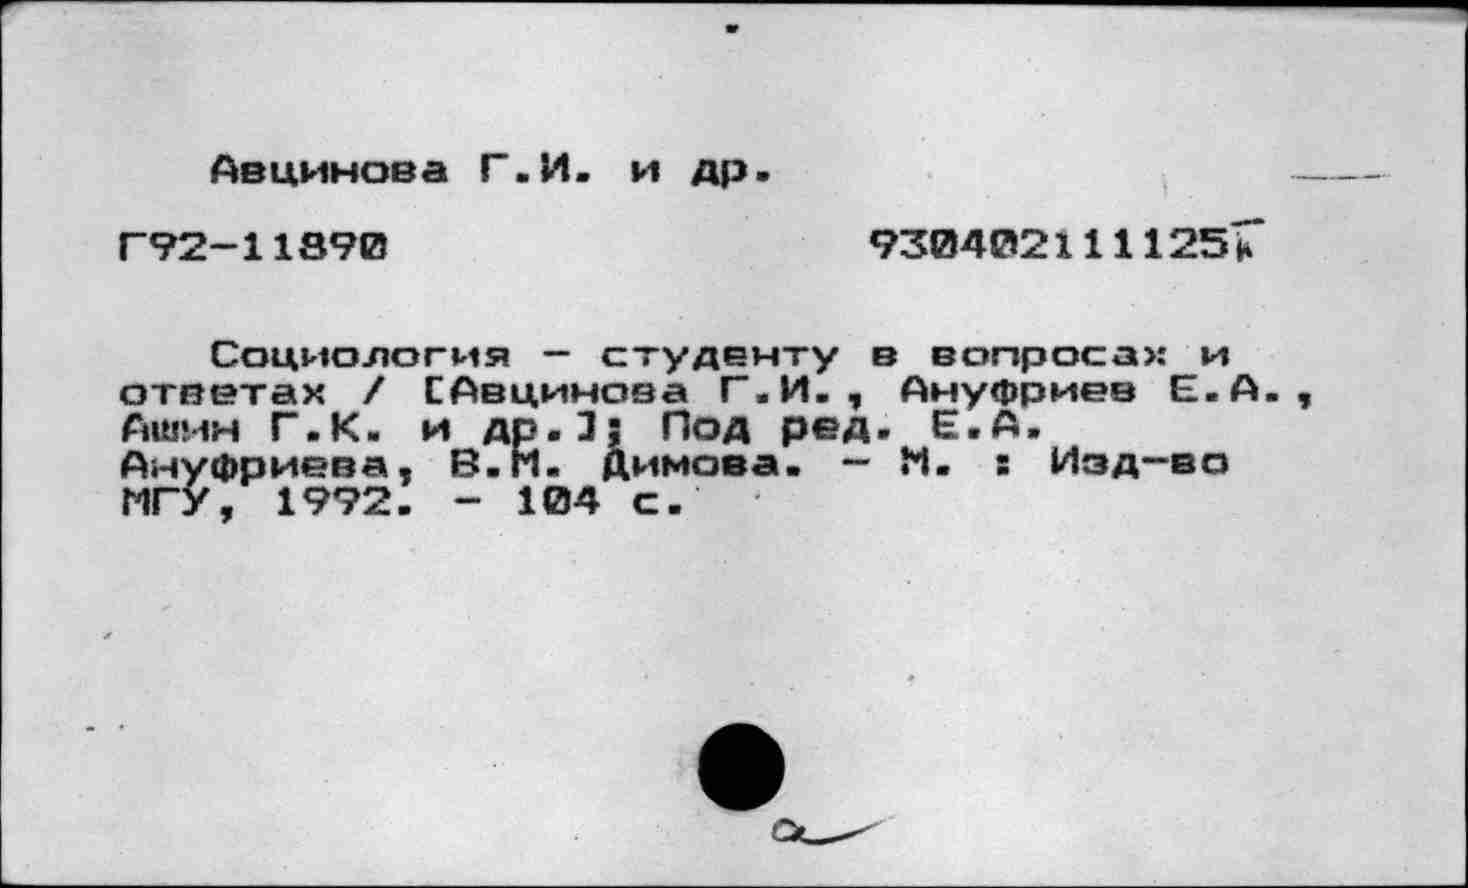 Авцинова Г.И. и др.
Г92-11890 930402111125
Социология - студенту в вопросах и
ответах / [Авцинова Г.И., Ануфриев Е.А.,
Ашин Г.К. и др.]; Под ред. Е.А.
Ануфриева, В.М. Димова. - М. : Изд-во
МГУ, 1992. - 104 с.